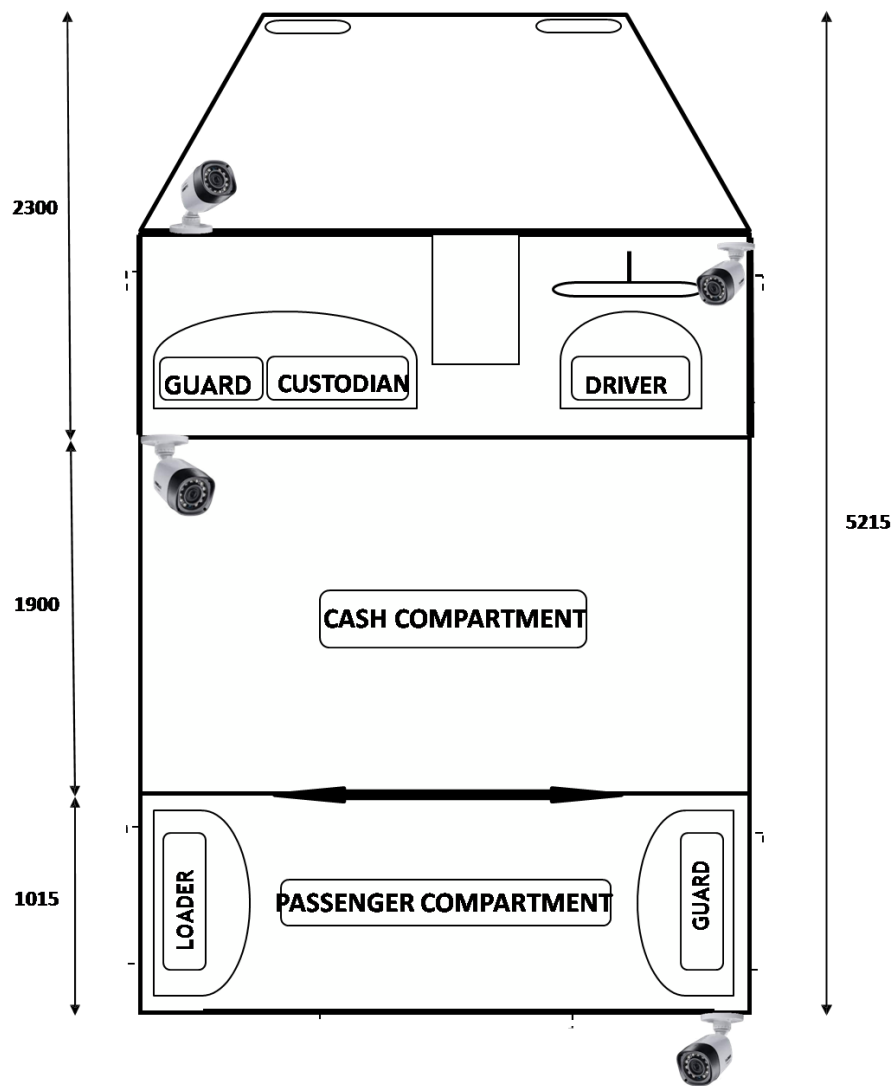 2300
GUARD CUSTODIAN DRIVER
5215
1900
CASH COMPARTMENT
1015
LOADER
PASSENGER COMPARTMENT
GUARD